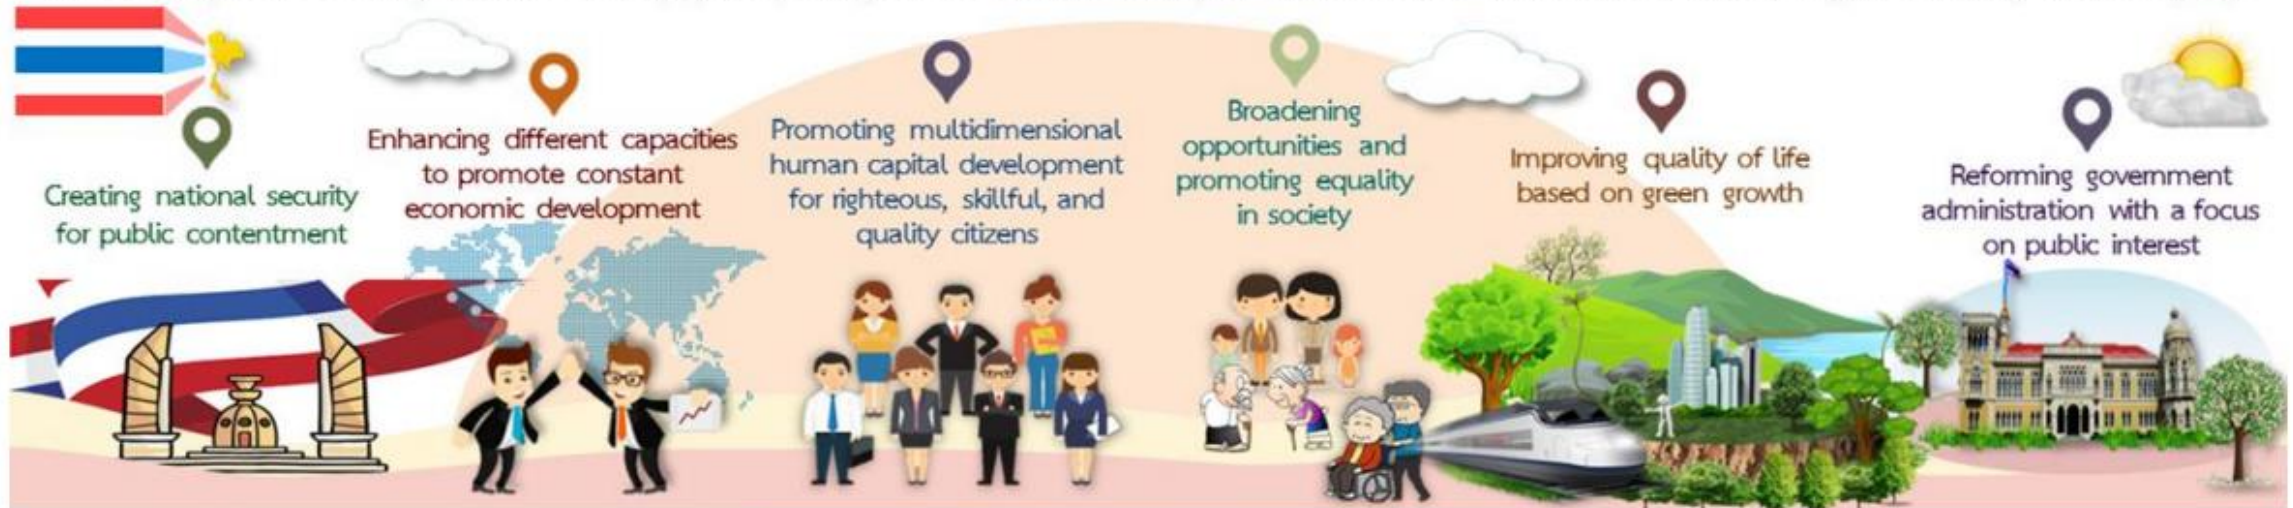 Creating national security
for public contentment
Enhancing different capacities
to promote constant
economic development
Promoting multidimensional
human capital development
for righteous, skillful, and
quality citizens
Broadening
opportunities and
promoting equality
in society
Improving quality of life
based on green growth
Reforming government
administration with a focus
on public interest